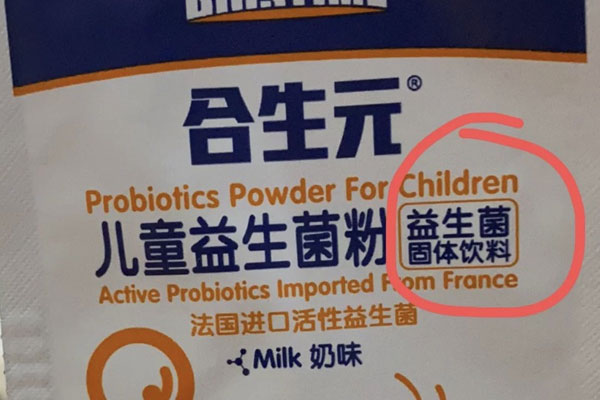 合生元®
Probiotics Powder For Children
儿童益生菌粉 益生菌
固体饮料
Active Probiotics Imported From France
法国进口活性益生菌
Milk 奶味